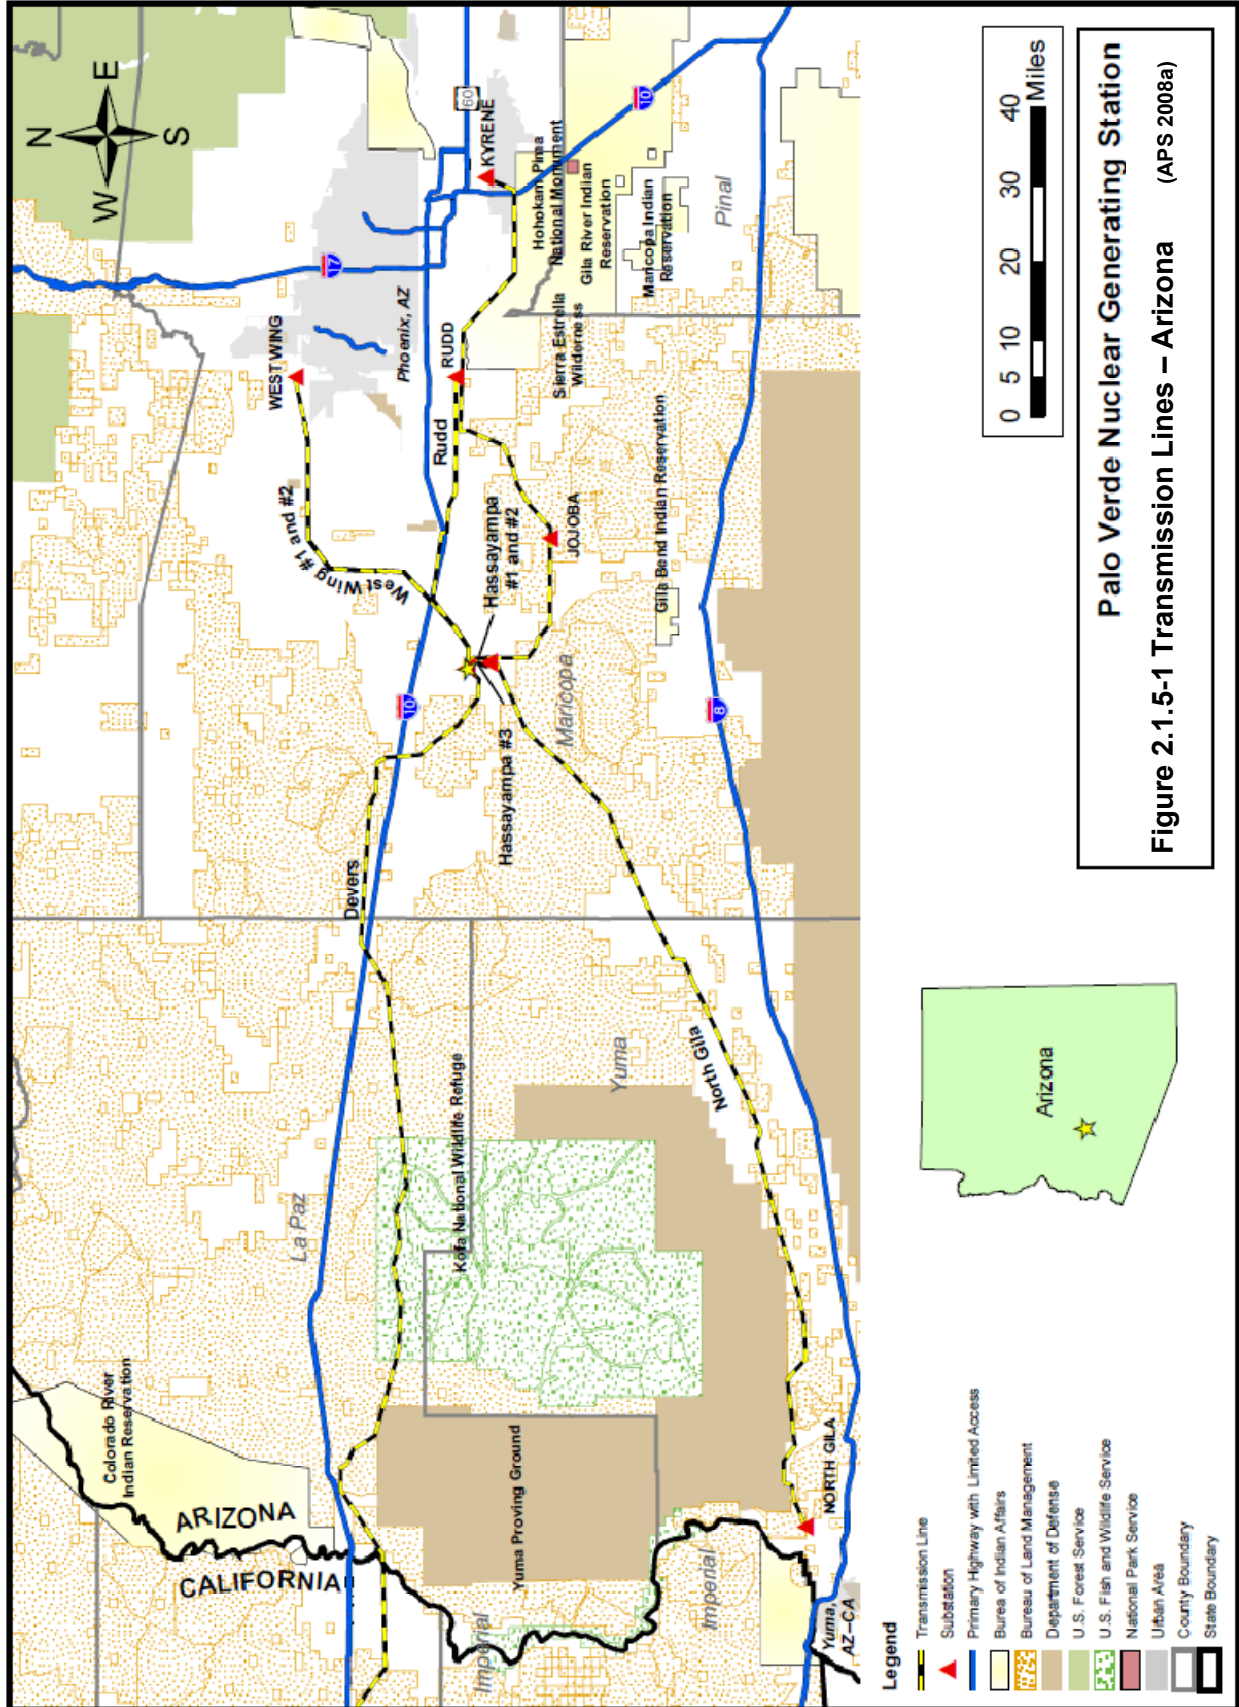 N
W
E
S
17
60
10
10
8
WEST WING
Phoenix, AZ
KYRENE
RUDD
Rudd
West Wing #1 and #2
Hassayampa
#1 and #2
JOJOBA
Hohokam Pima
National Monument
Gila River Indian
Reservation
Maricopa Indian
Reservation
Pinal
Sierra Estrella
Wilderness
Gila Bend Indian Reservation
Maricopa
Hassayampa #3
Devers
North Gila
Yuma
Kofa National Wildlife Refuge
La Paz
Colorado River
Indian Reservation
ARIZONA
CALIFORNIA
Yuma Proving Ground
NORTH GILA
Imperial
Imperial
Yuma,
AZ–CA
Legend
Transmission Line
Substation
Primary Highway with Limited Access
Burea of Indian Affairs
Bureau of Land Management
Department of Defense
U.S. Forest Service
U.S. Fish and Wildlife Service
National Park Service
Urban Area
County Boundary
State Boundary
Arizona
0 5 10 20 30 40
Miles
Palo Verde Nuclear Generating Station
Figure 2.1.5-1 Transmission Lines – Arizona (APS 2008a)